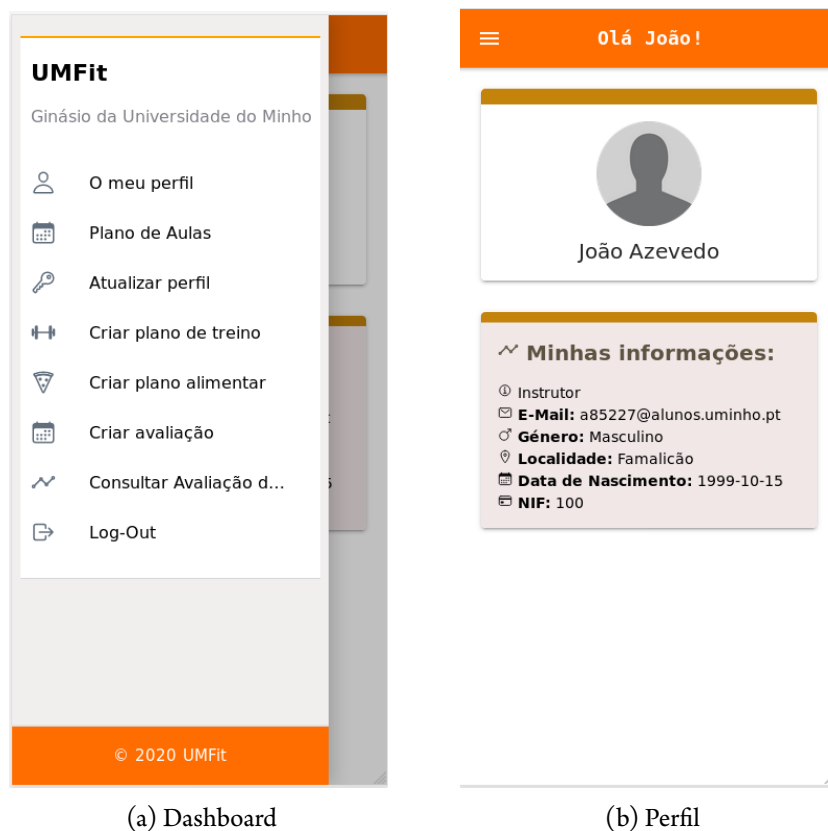 UMFit
Ginásio da Universidade do Minho
O meu perfil
Plano de Aulas
Atualizar perfil
Criar plano de treino
Criar plano alimentar
Criar avaliação
Consultar Avaliação d...
Log-Out
© 2020 UMFit
(a) Dashboard
Olá João!
João Azevedo
Minhas informações:
Instrutor
E-Mail: a85227@alunos.uminho.pt
Género: Masculino
Localidade: Famalicão
Data de Nascimento: 1999-10-15
NIF: 100
(b) Perfil